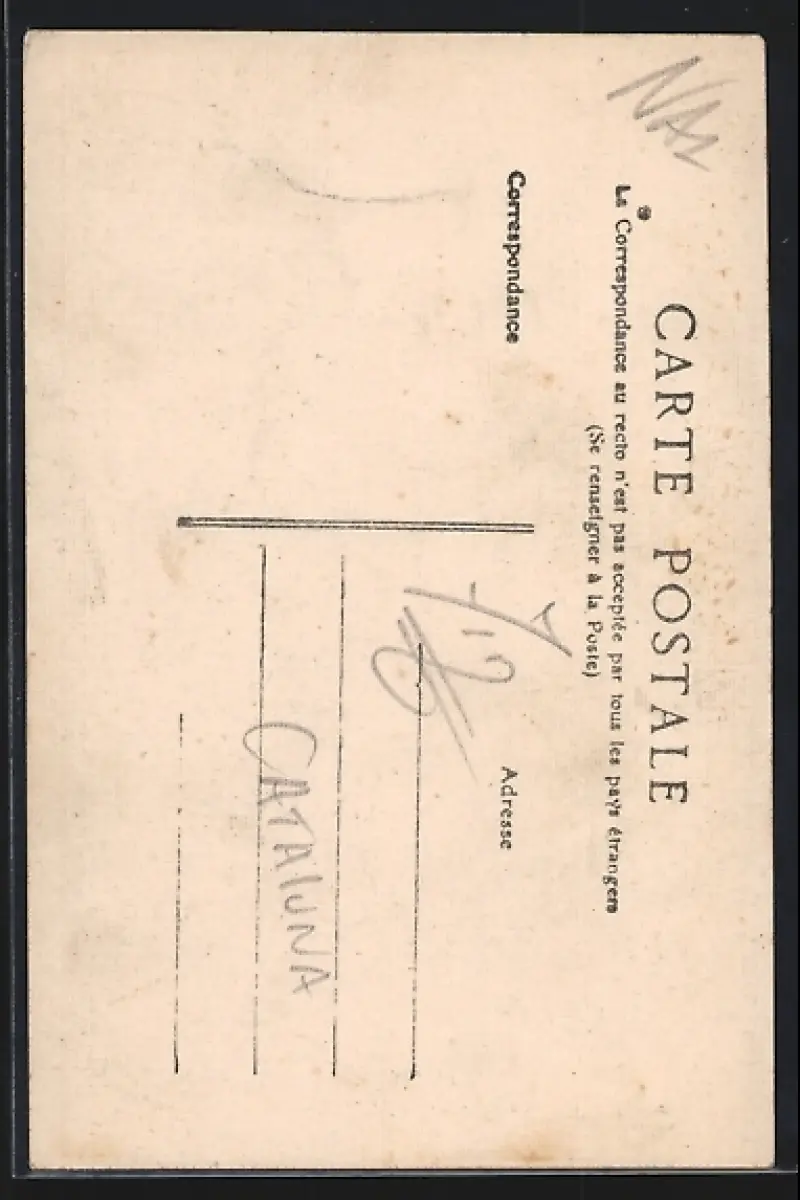 CARTE POSTALE
La Correspondance au recto n'est pas acceptée par tous les pays étrangers
(Se renseigner à la Poste)
Correspondance
Adresse
CATALUNA